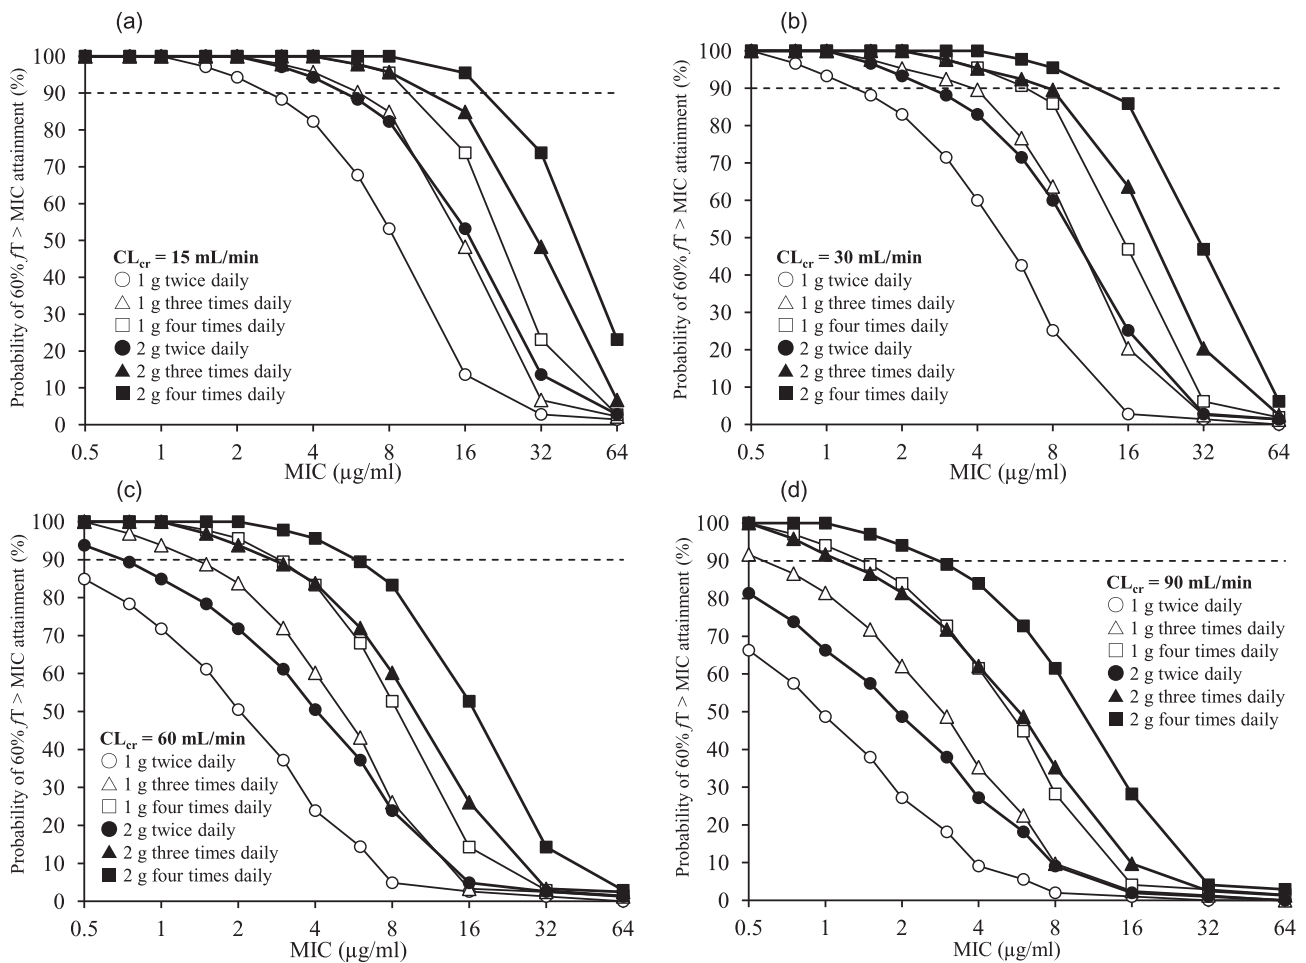 (a)
Probability of 60% fT > MIC attainment (%)
100
90
80
70
60
50
40
30
20
10
0
CLcr = 15 mL/min
1 g twice daily
1 g three times daily
1 g four times daily
2 g twice daily
2 g three times daily
2 g four times daily
0.5 1 2 4 8 16 32 64
MIC (µg/ml)
(b)
Probability of 60% fT > MIC attainment (%)
100
90
80
70
60
50
40
30
20
10
0
CLcr = 30 mL/min
1 g twice daily
1 g three times daily
1 g four times daily
2 g twice daily
2 g three times daily
2 g four times daily
0.5 1 2 4 8 16 32 64
MIC (µg/ml)
(c)
Probability of 60% fT > MIC attainment (%)
100
90
80
70
60
50
40
30
20
10
0
CLcr = 60 mL/min
1 g twice daily
1 g three times daily
1 g four times daily
2 g twice daily
2 g three times daily
2 g four times daily
0.5 1 2 4 8 16 32 64
MIC (µg/ml)
(d)
Probability of 60% fT > MIC attainment (%)
100
90
80
70
60
50
40
30
20
10
0
CLcr = 90 mL/min
1 g twice daily
1 g three times daily
1 g four times daily
2 g twice daily
2 g three times daily
2 g four times daily
0.5 1 2 4 8 16 32 64
MIC (µg/ml)